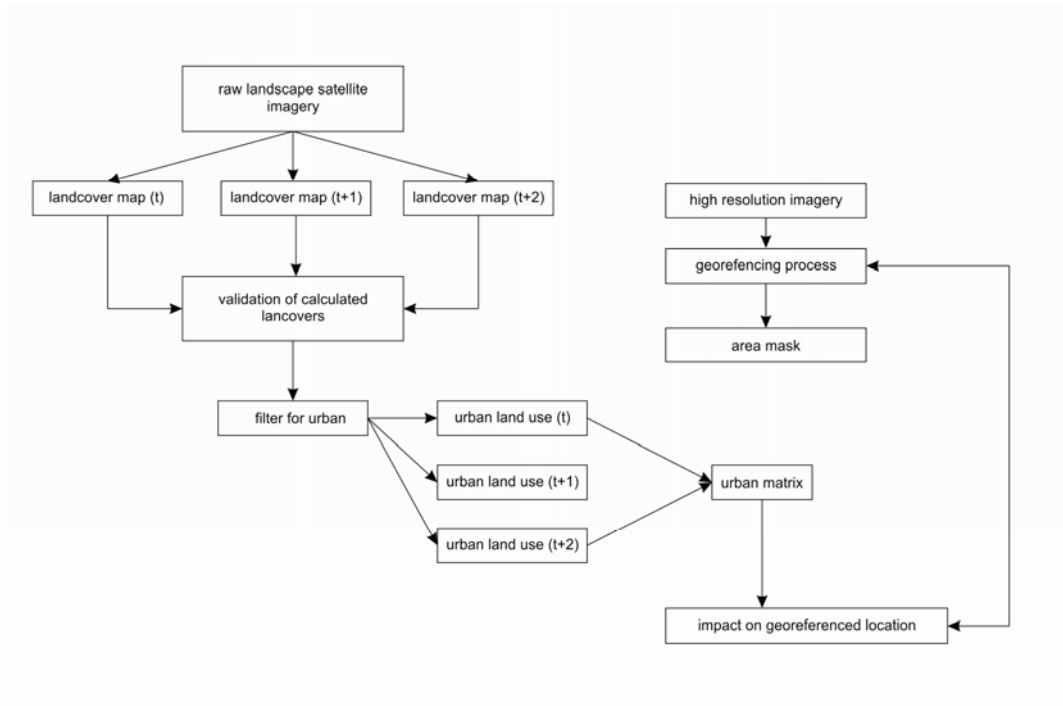 raw landscape satellite
imagery
landcover map (t)
landcover map (t+1)
landcover map (t+2)
validation of calculated
lancovers
filter for urban
urban land use (t)
urban land use (t+1)
urban land use (t+2)
urban matrix
high resolution imagery
georefencing process
area mask
impact on georeferenced location